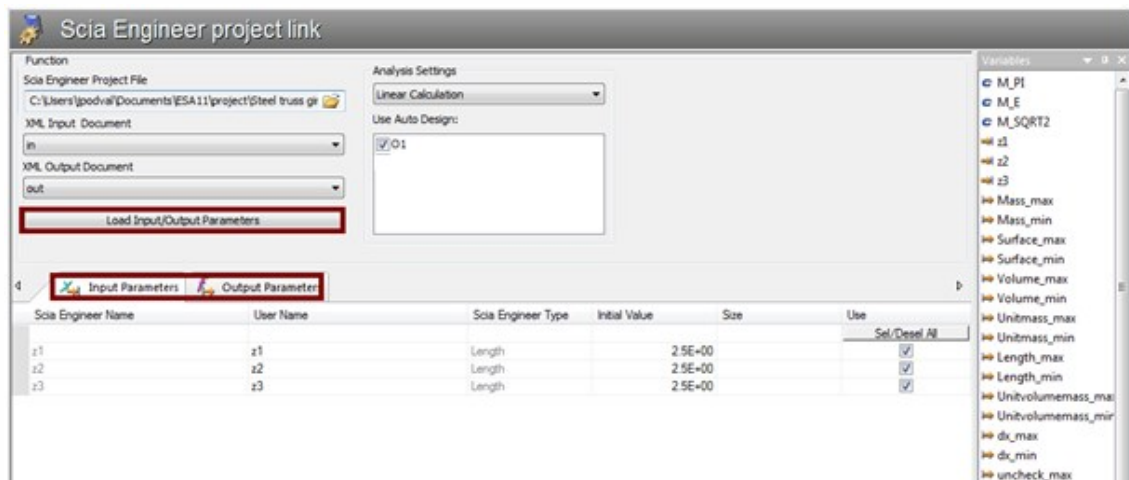 Scia Engineer project link
Function
Scia Engineer Project File
C:\Users\jpodval\Documents\ESA11\project\Steel truss gir
XML Input Document
in
XML Output Document
out
Load Input/Output Parameters
Analysis Settings
Linear Calculation
Use Auto Design:
O1
Input Parameters Output Parameter
Scia Engineer Name User Name Scia Engineer Type Initial Value Size Use
Sel/Desel All
z1 z1 Length 2.5E+00
z2 z2 Length 2.5E+00
z3 z3 Length 2.5E+00
Variables
M_PI
M_E
M_SQRT2
z1
z2
z3
Mass_max
Mass_min
Surface_max
Surface_min
Volume_max
Volume_min
Unitmass_max
Unitmass_min
Length_max
Length_min
Unitvolumemass_max
Unitvolumemass_min
dx_max
dx_min
uncheck_max